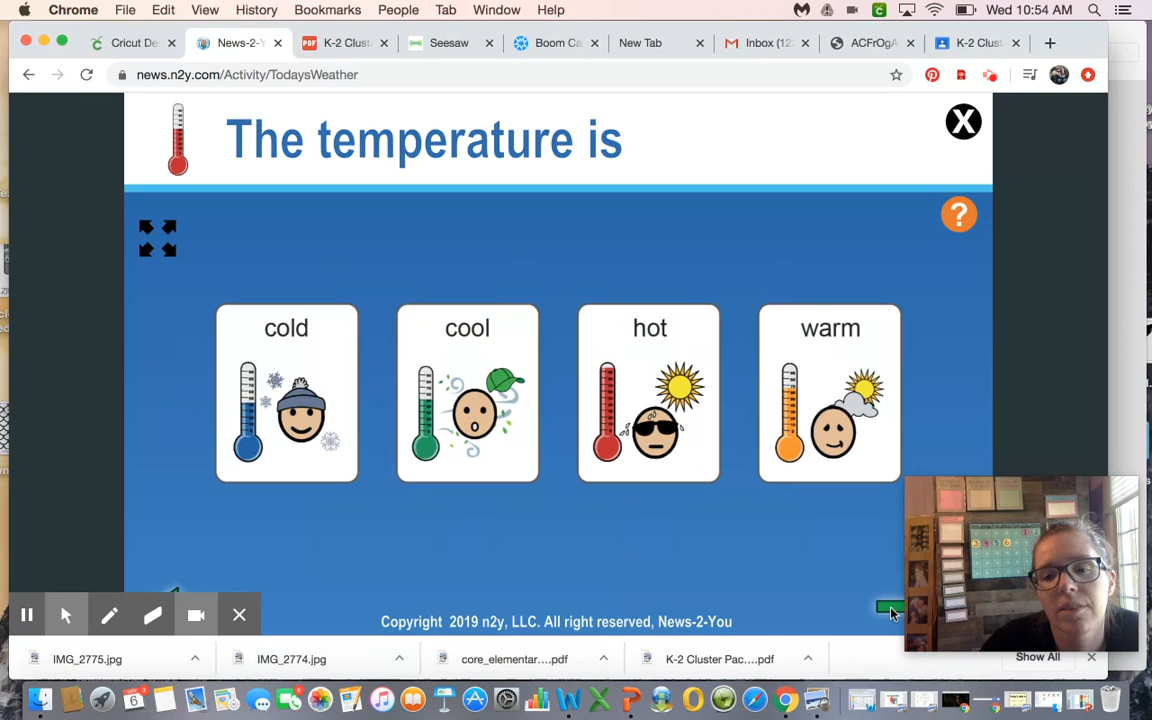 Chrome File Edit View History Bookmarks People Tab Window Help Wed 10:54 AM
Cricut De News-2-Y K-2 Clust Seesaw Boom Ca New Tab Inbox (12 ACFrOgA K-2 Clust
news.n2y.com/Activity/TodaysWeather
The temperature is
X
?
cold cool hot warm
Copyright 2019 n2y, LLC. All right reserved, News-2-You
IMG_2775.jpg IMG_2774.jpg core_elementar....pdf K-2 Cluster Pac....pdf Show All